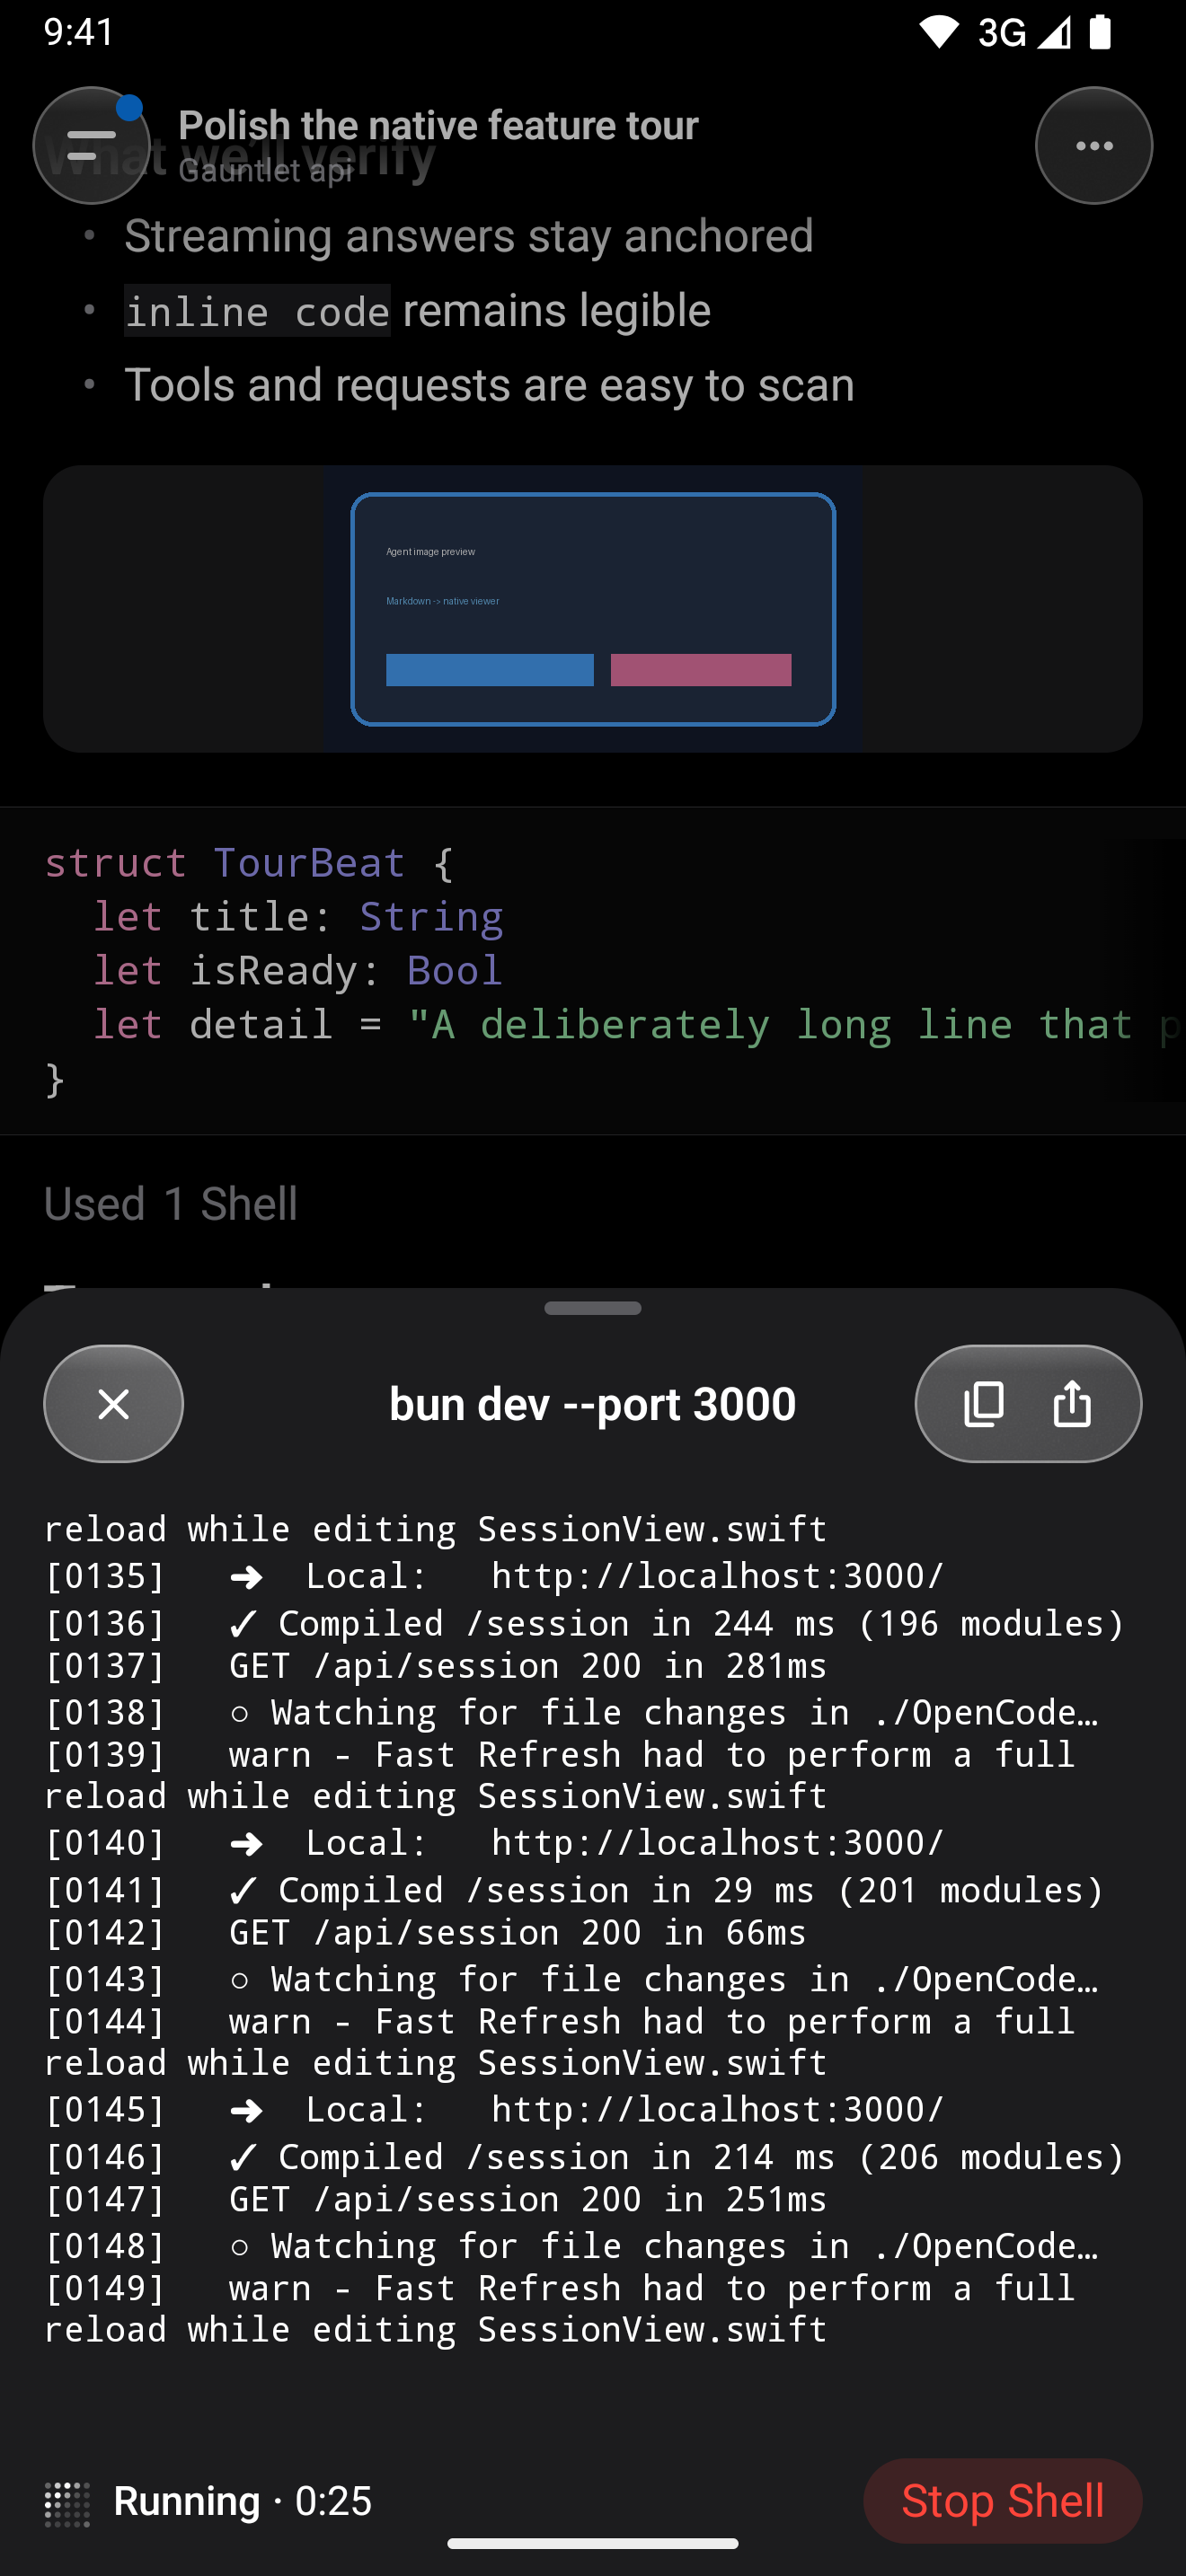 9:41
3G
Polish the native feature tour
What we'll verify
Gauntlet api
• Streaming answers stay anchored
• inline code remains legible
• Tools and requests are easy to scan
Agent image preview
Markdown -> native viewer
struct TourBeat {
let title: String
let isReady: Bool
let detail = "A deliberately long line that p
}
Used 1 Shell
bun dev --port 3000
reload while editing SessionView.swift
[0135] ➜ Local: http://localhost:3000/
[0136] ✓ Compiled /session in 244 ms (196 modules)
[0137] GET /api/session 200 in 281ms
[0138] ○ Watching for file changes in ./OpenCode…
[0139] warn - Fast Refresh had to perform a full
reload while editing SessionView.swift
[0140] ➜ Local: http://localhost:3000/
[0141] ✓ Compiled /session in 29 ms (201 modules)
[0142] GET /api/session 200 in 66ms
[0143] ○ Watching for file changes in ./OpenCode…
[0144] warn - Fast Refresh had to perform a full
reload while editing SessionView.swift
[0145] ➜ Local: http://localhost:3000/
[0146] ✓ Compiled /session in 214 ms (206 modules)
[0147] GET /api/session 200 in 251ms
[0148] ○ Watching for file changes in ./OpenCode…
[0149] warn - Fast Refresh had to perform a full
reload while editing SessionView.swift
Running · 0:25
Stop Shell